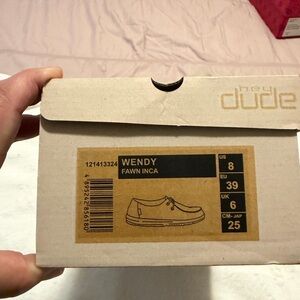 hey
dude
121413324 WENDY
FAWN INCA
US
8
EU
39
UK
6
CM-JAP
25